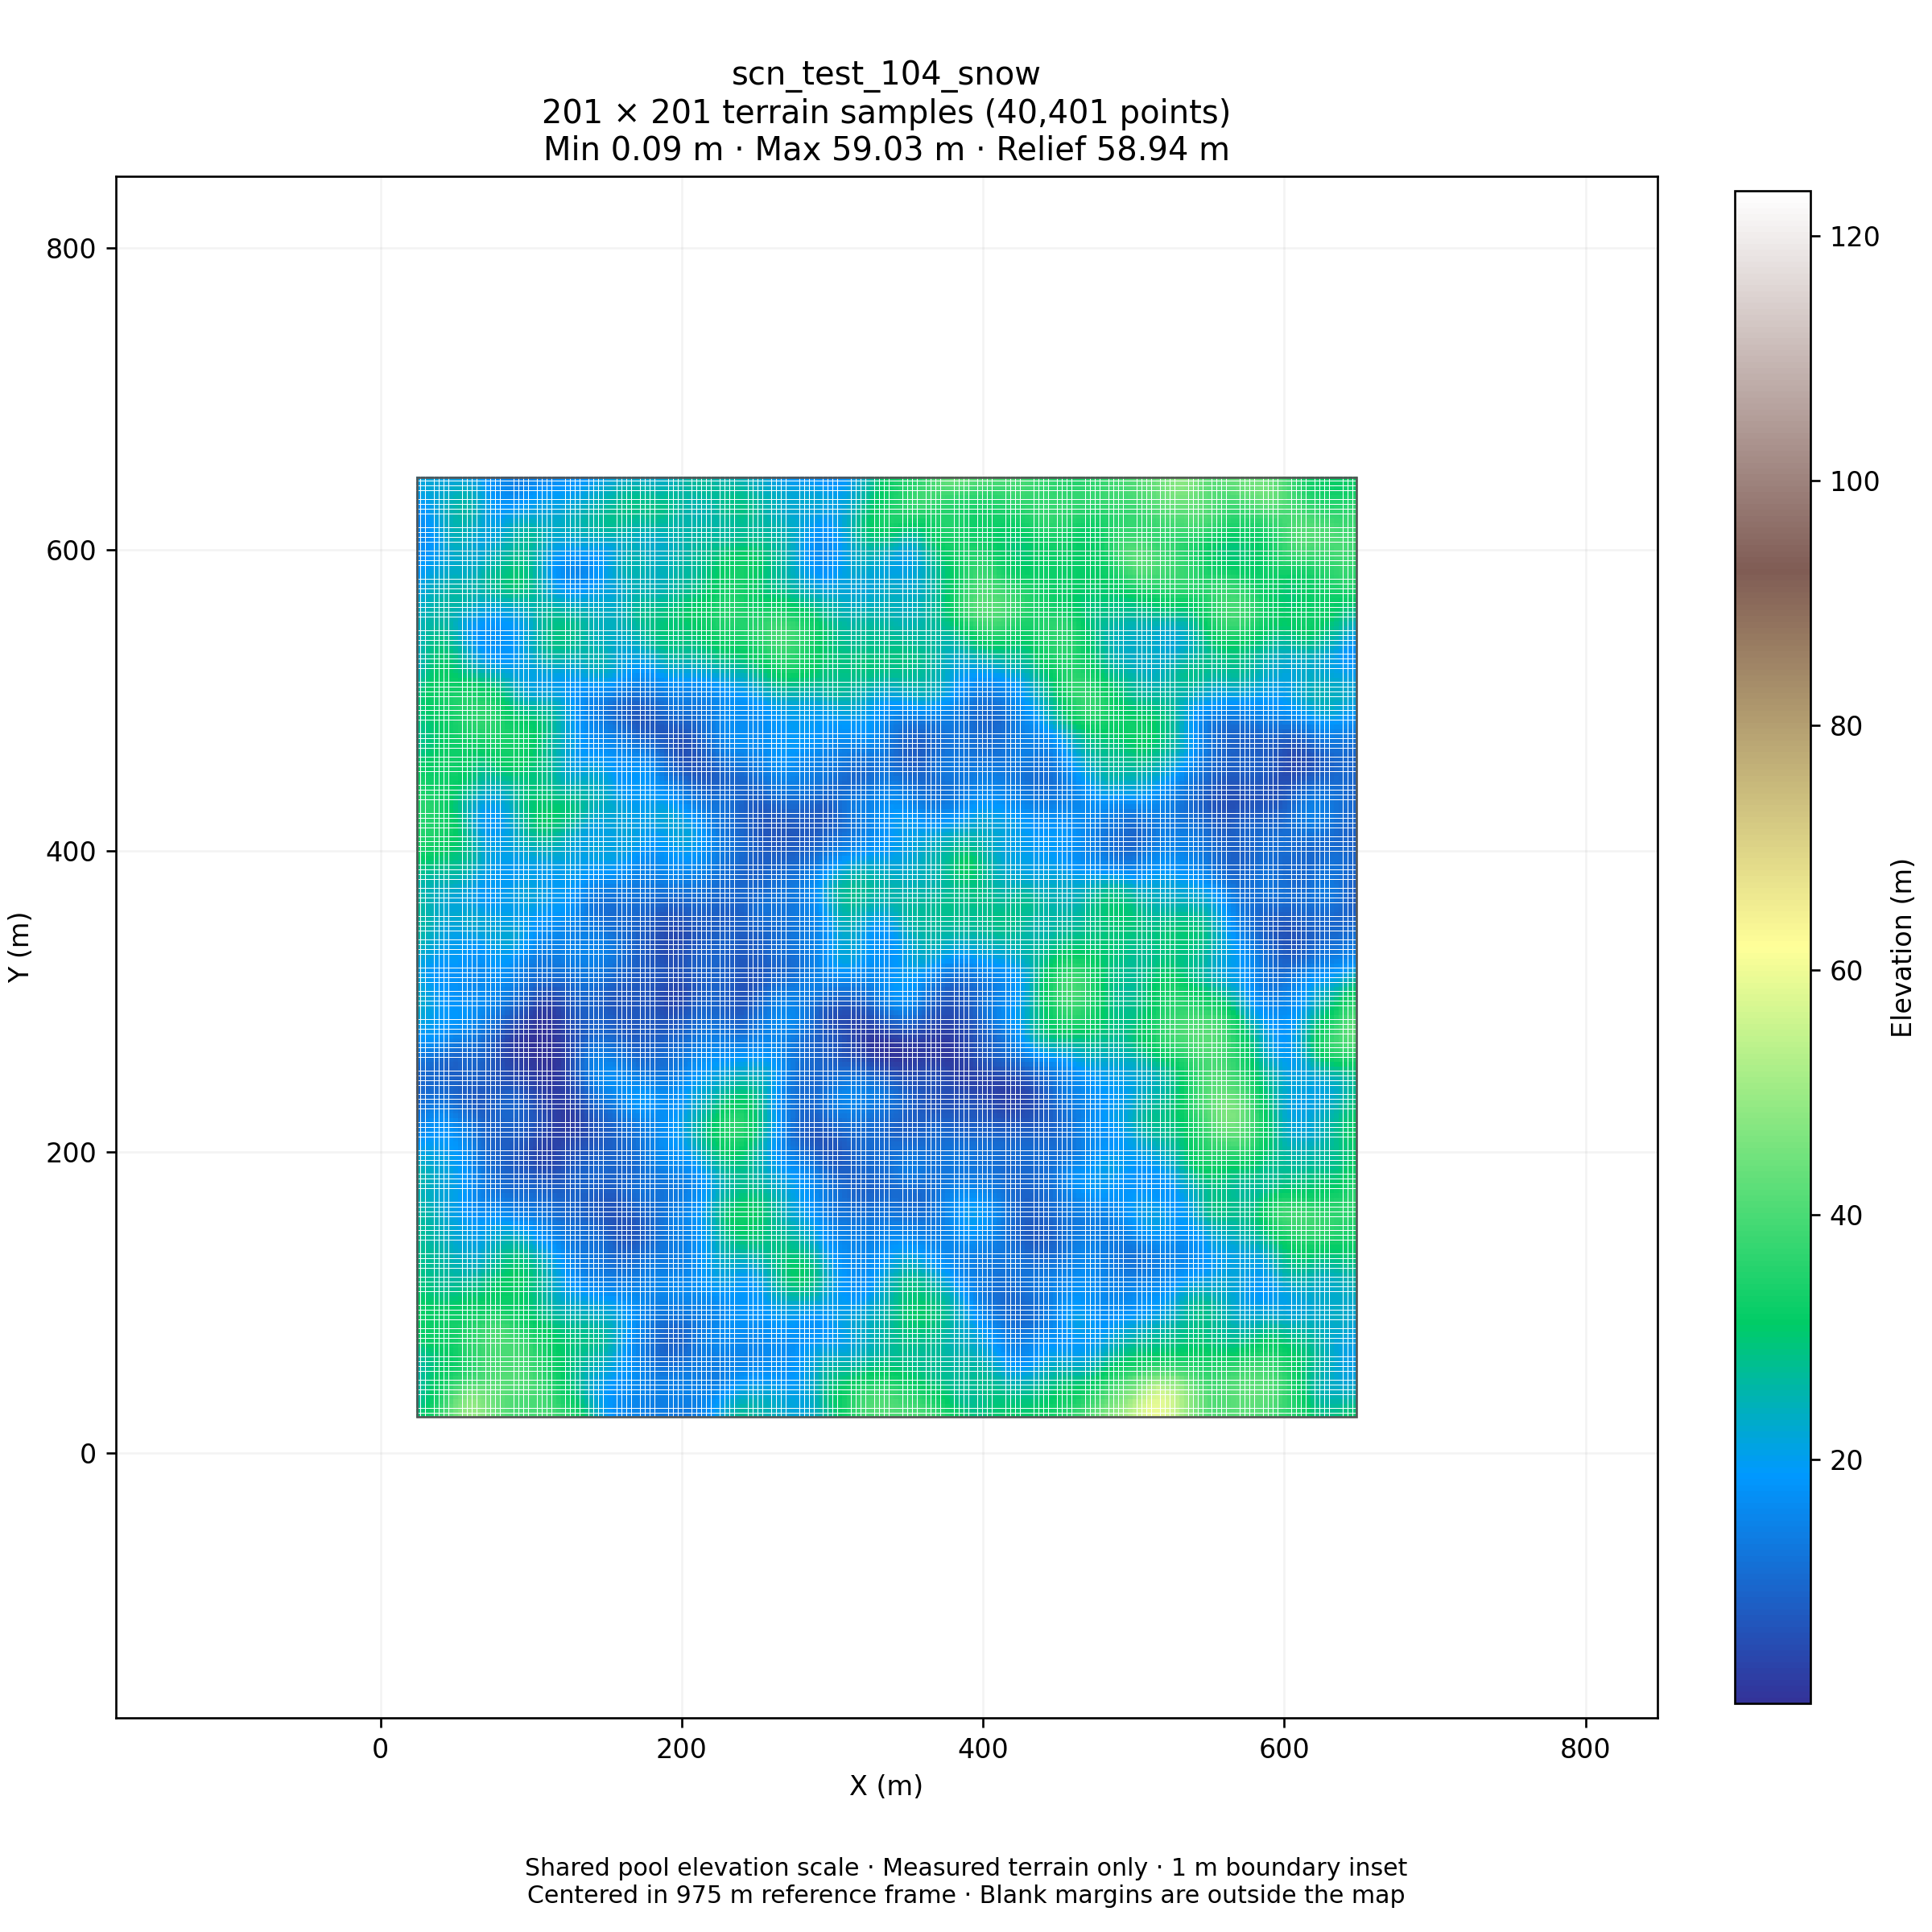 scn_test_104_snow
201 × 201 terrain samples (40,401 points)
Min 0.09 m · Max 59.03 m · Relief 58.94 m
800
600
400
200
0
Y (m)
0
200
400
600
800
X (m)
120
100
80
60
40
20
Elevation (m)
Shared pool elevation scale · Measured terrain only · 1 m boundary inset
Centered in 975 m reference frame · Blank margins are outside the map